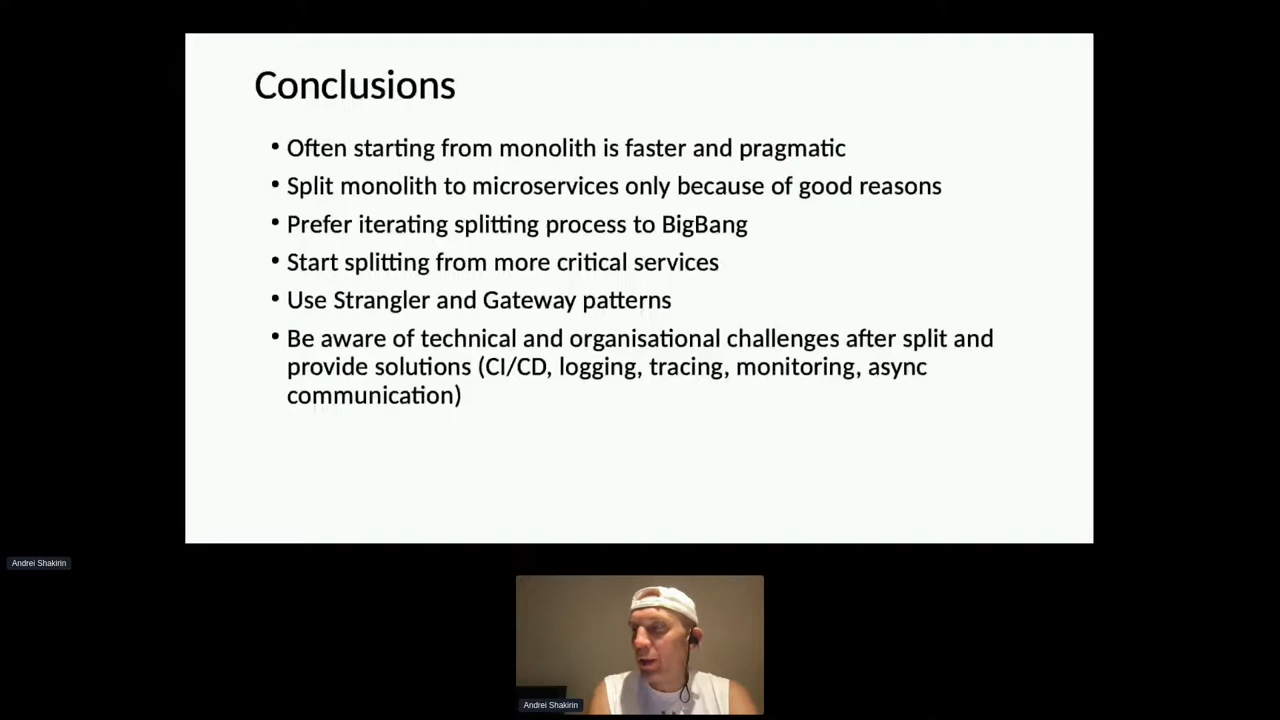 Conclusions
• Often starting from monolith is faster and pragmatic
• Split monolith to microservices only because of good reasons
• Prefer iterating splitting process to BigBang
• Start splitting from more critical services
• Use Strangler and Gateway patterns
• Be aware of technical and organisational challenges after split and
provide solutions (CI/CD, logging, tracing, monitoring, async
communication)
Andrei Shakirin
Andrei Shakirin